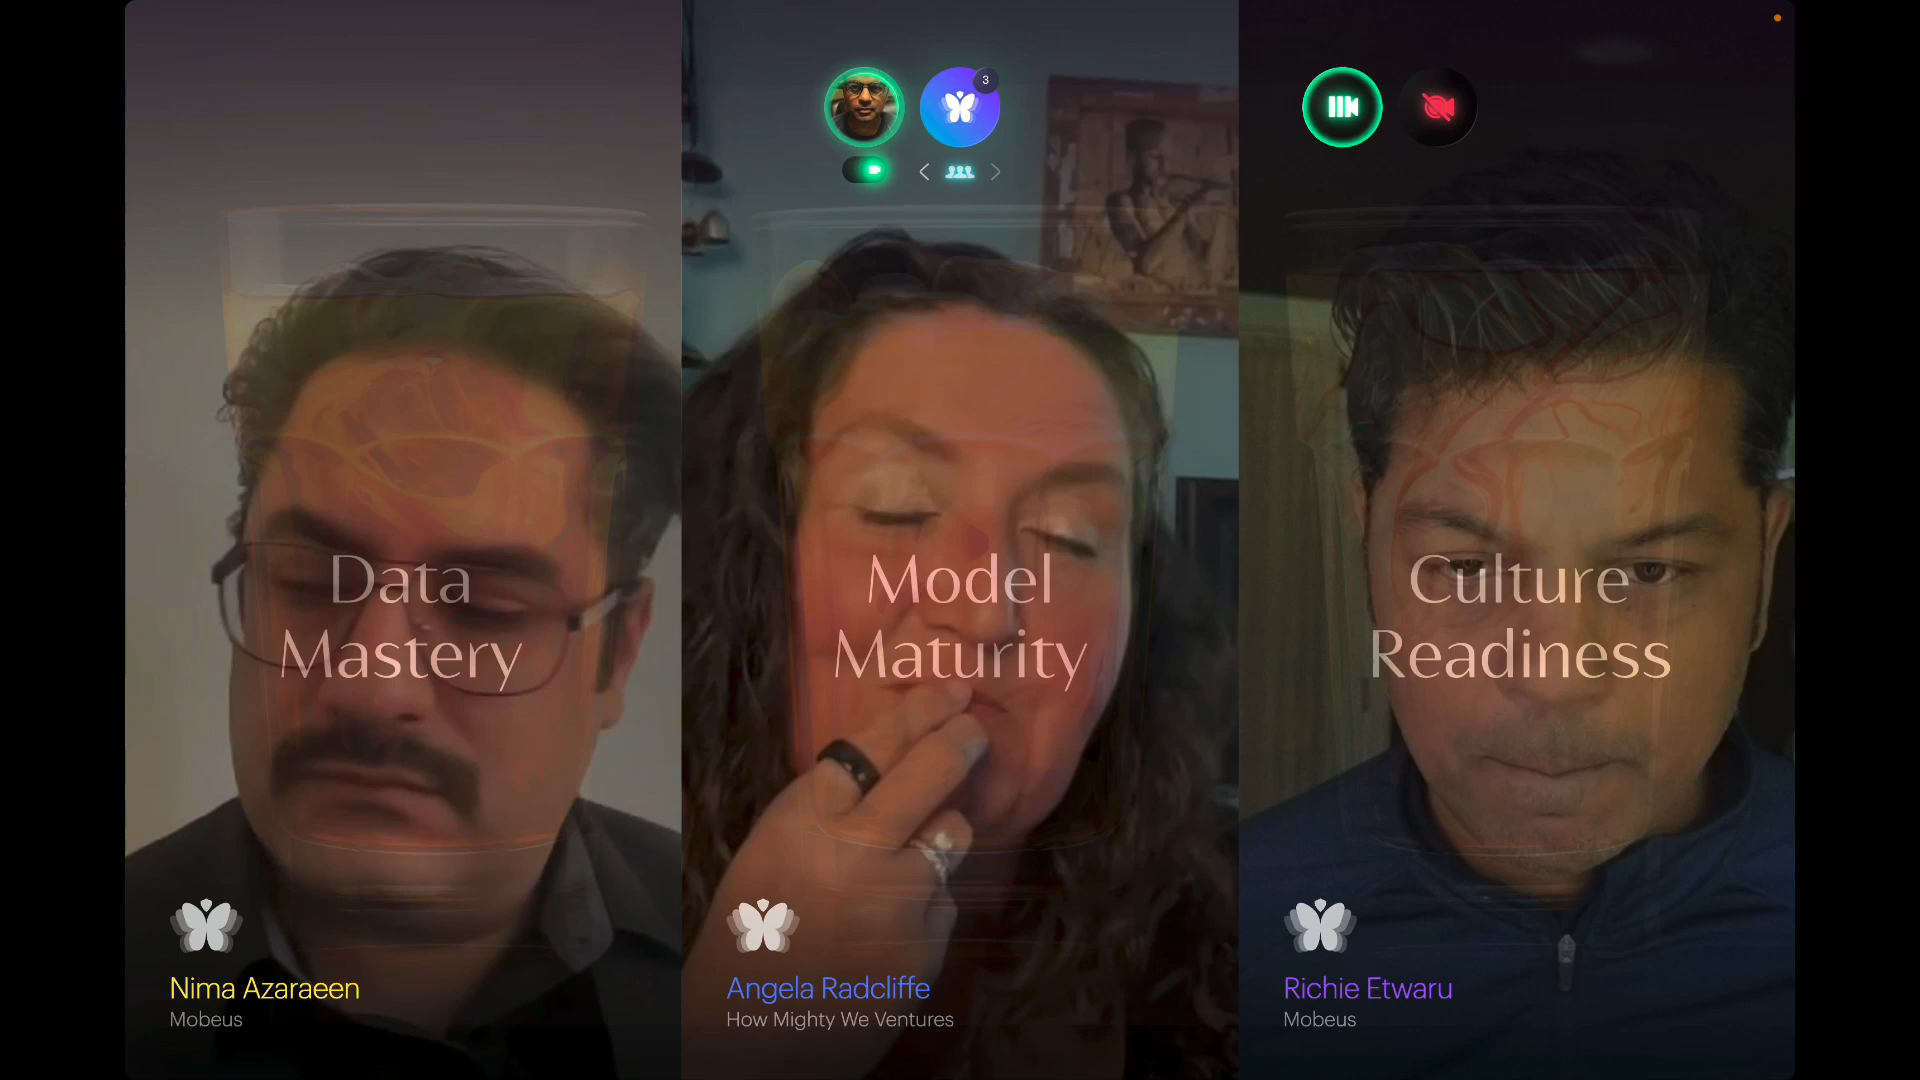 3
Data
Mastery
Model
Maturity
Culture
Readiness
Nima Azaraeen
Mobeus
Angela Radcliffe
How Mighty We Ventures
Richie Etwaru
Mobeus